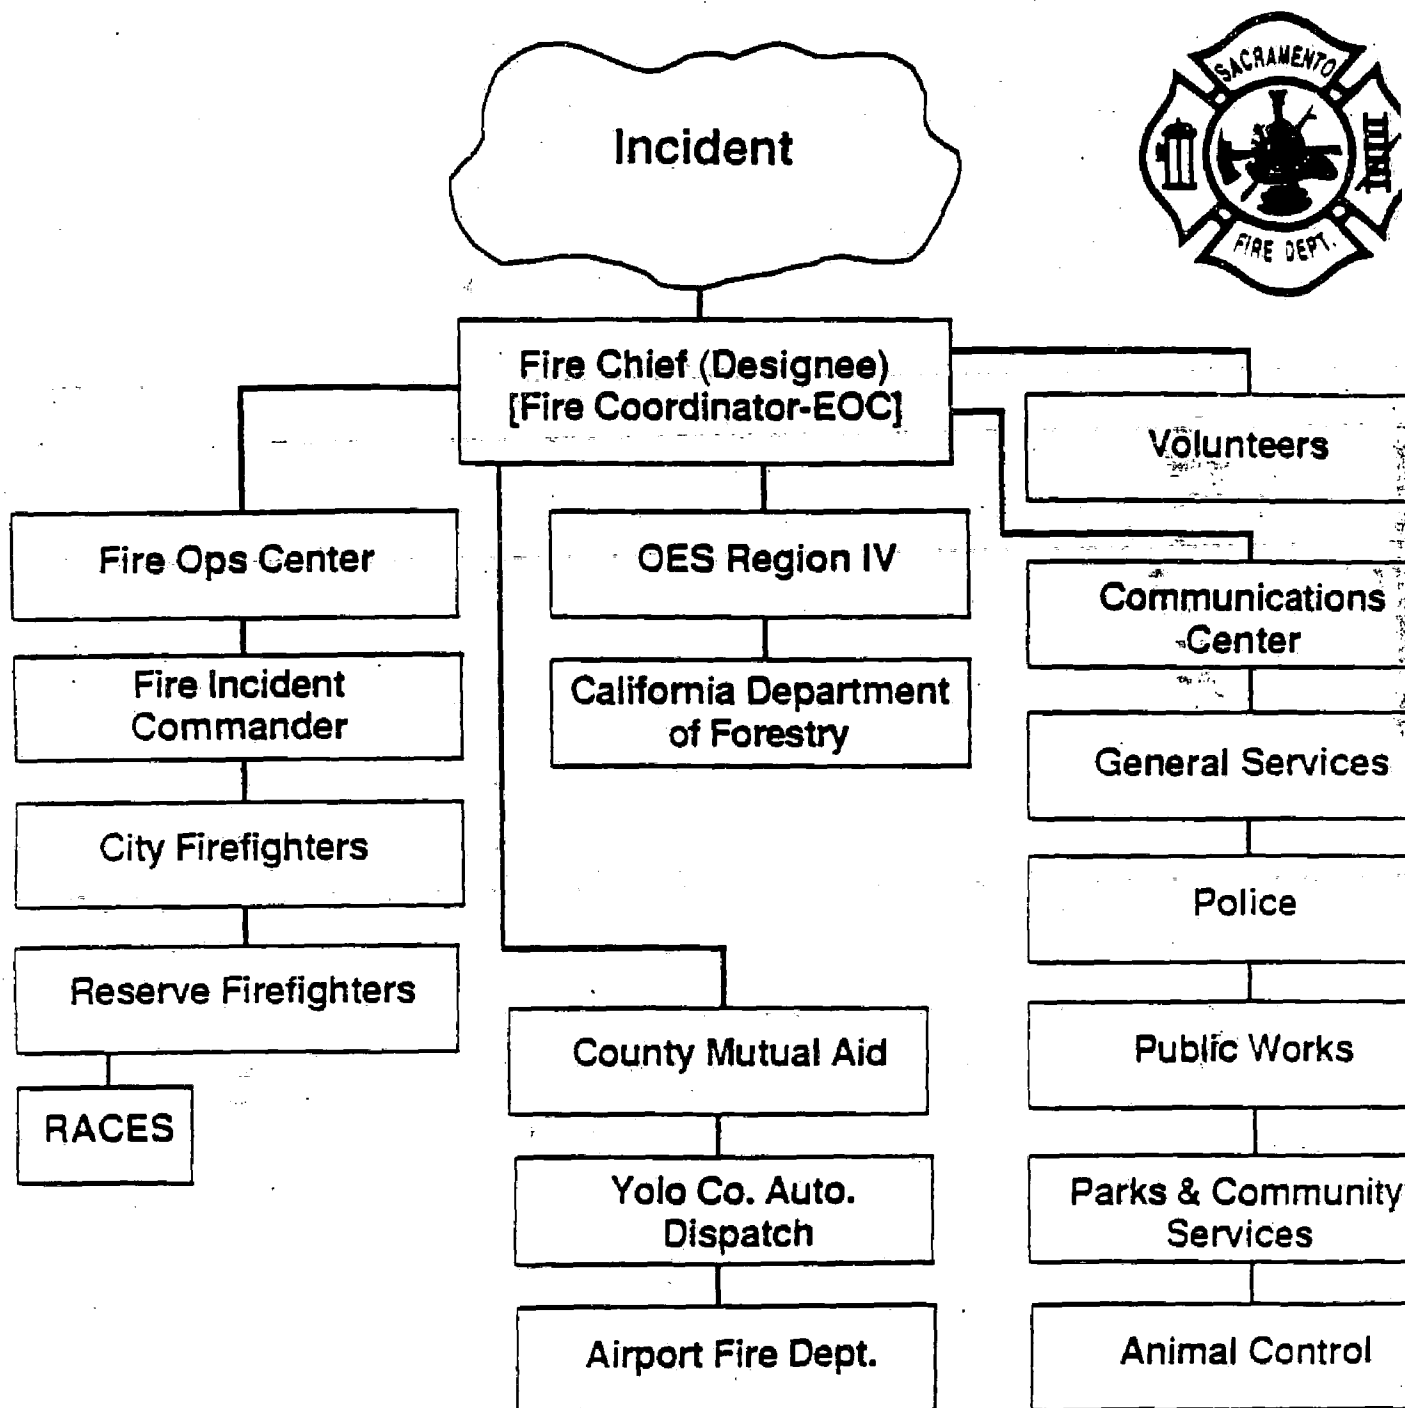 SACRAMENTO
FIRE DEPT.
Incident
Fire Chief (Designee)
[Fire Coordinator-EOC]
Volunteers
Fire Ops Center
OES Region IV
Communications
Center
Fire Incident
Commander
California Department
of Forestry
General Services
City Firefighters
Police
Reserve Firefighters
County Mutual Aid
Public Works
RACES
Yolo Co. Auto.
Dispatch
Parks & Community
Services
Airport Fire Dept.
Animal Control